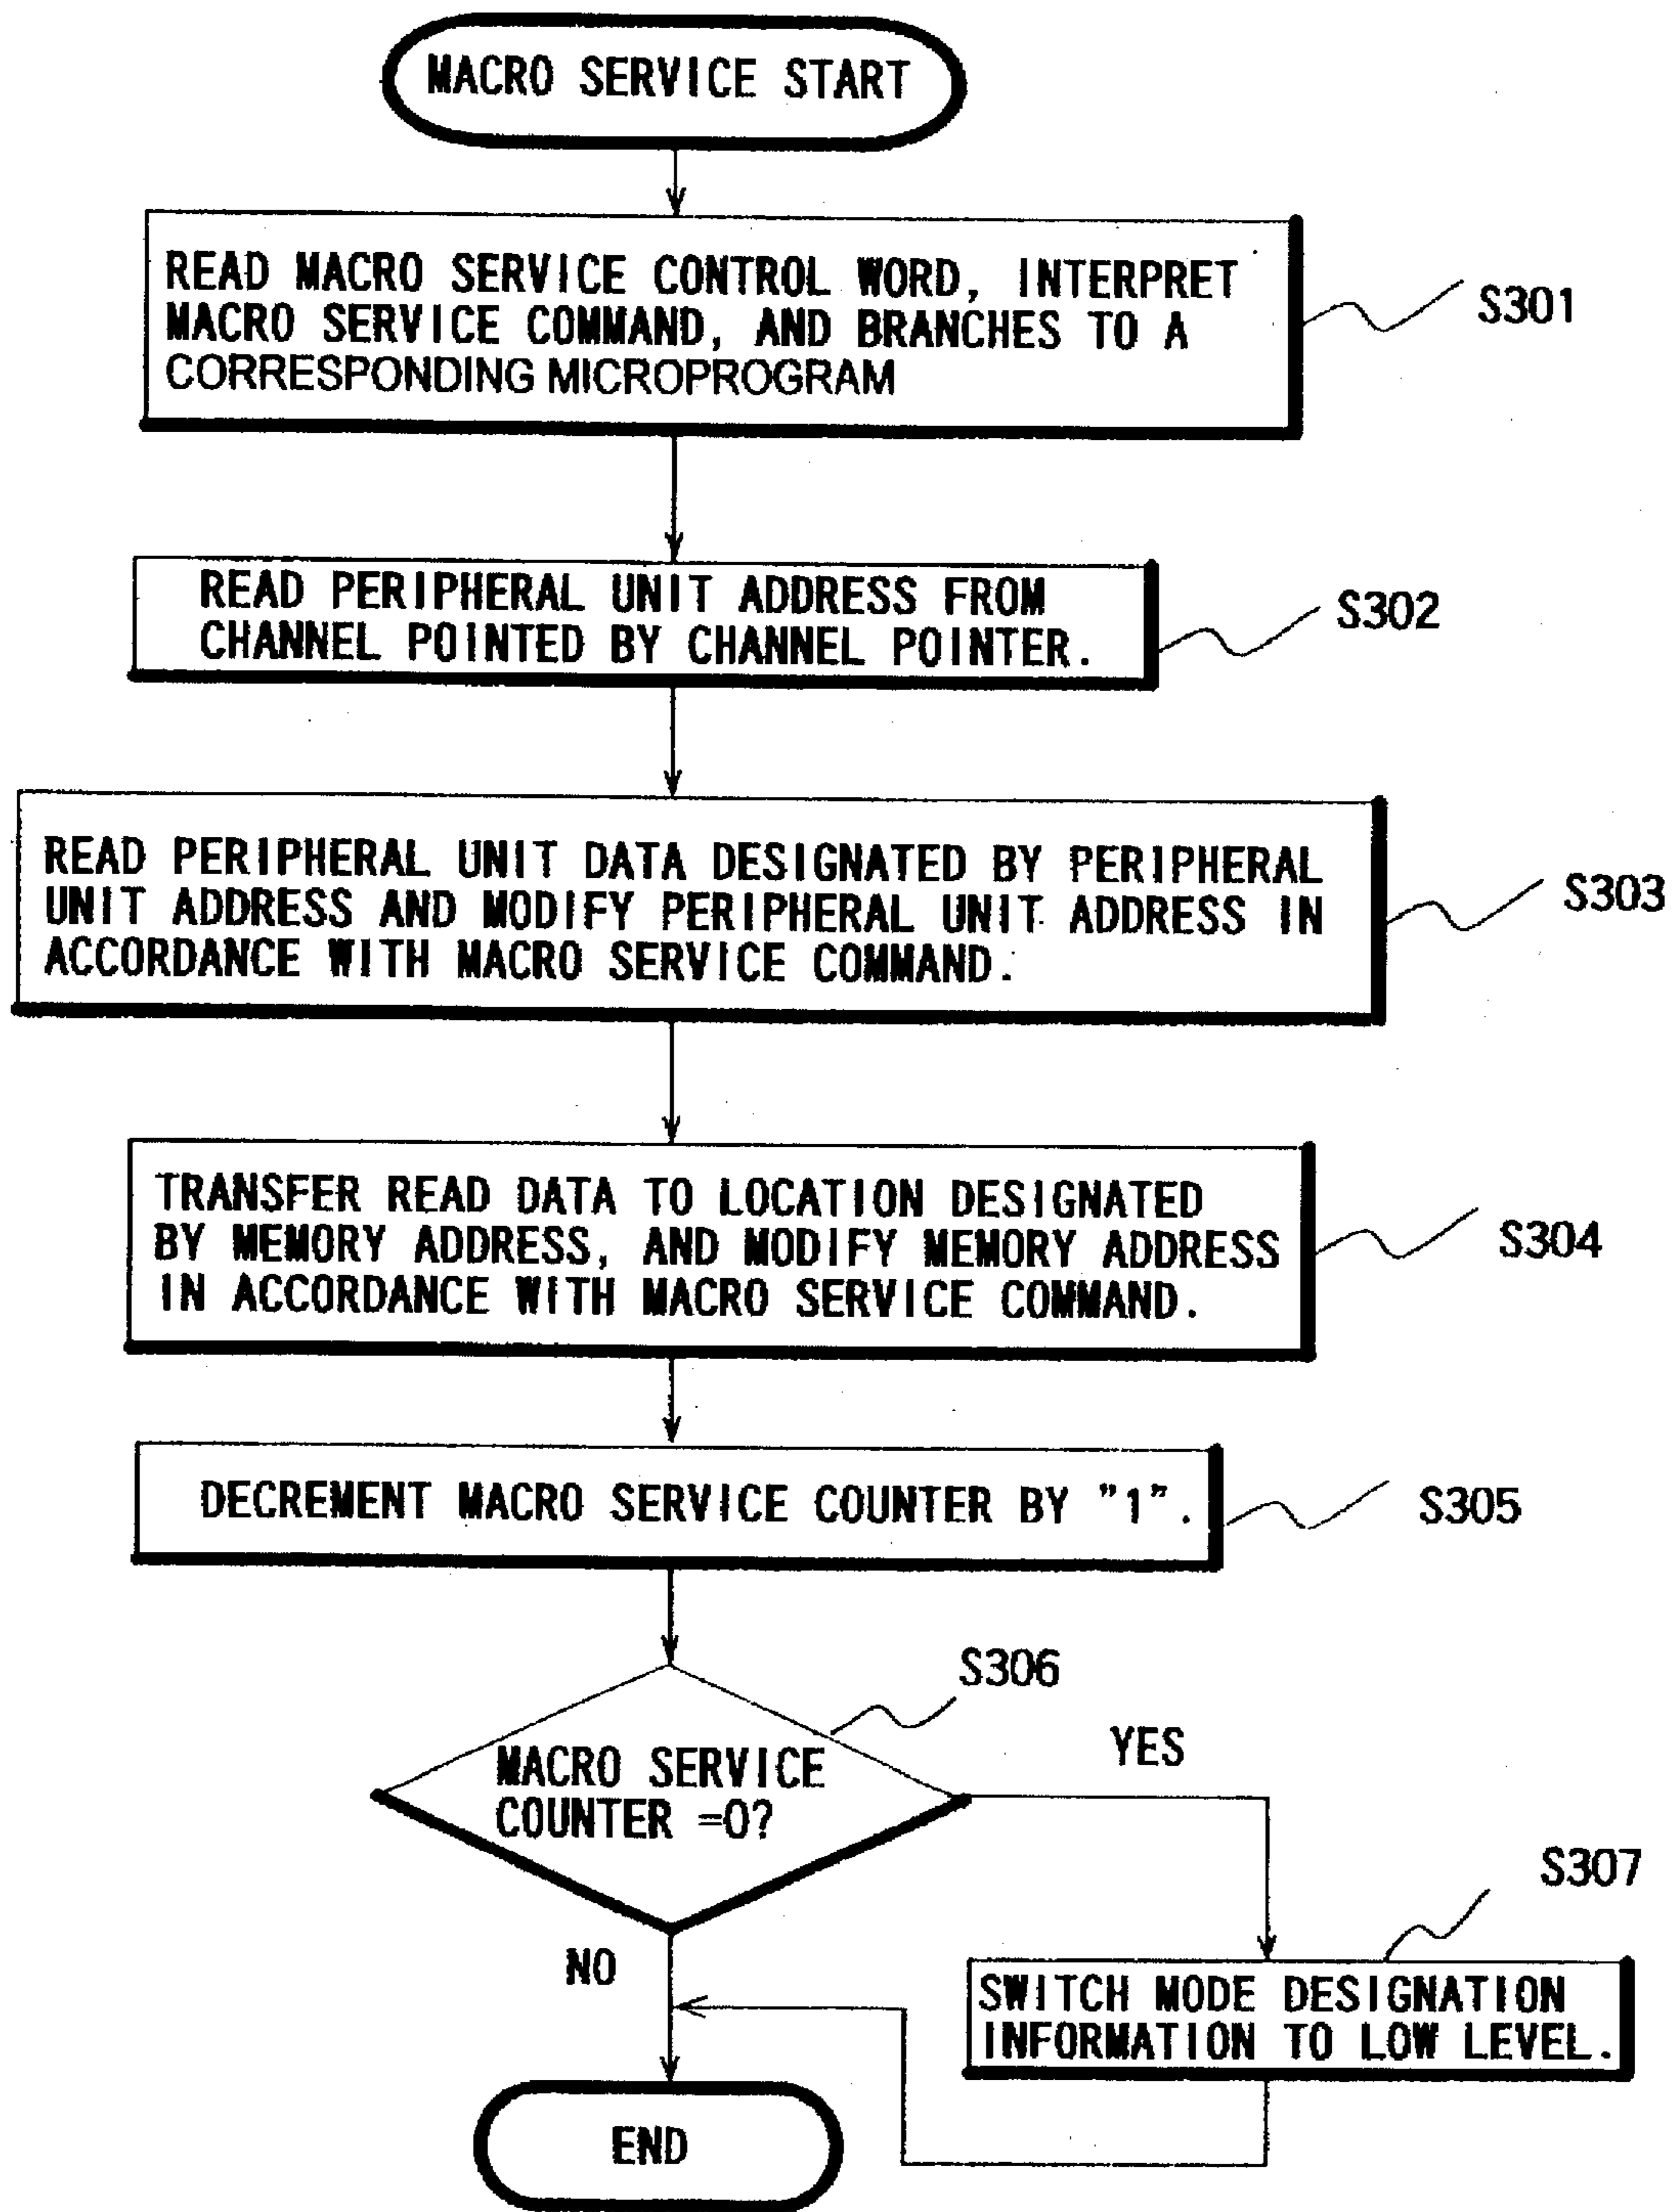 MACRO SERVICE START
READ MACRO SERVICE CONTROL WORD, INTERPRET
MACRO SERVICE COMMAND, AND BRANCHES TO A
CORRESPONDING MICROPROGRAM
S301
READ PERIPHERAL UNIT ADDRESS FROM
CHANNEL POINTED BY CHANNEL POINTER.
S302
READ PERIPHERAL UNIT DATA DESIGNATED BY PERIPHERAL
UNIT ADDRESS AND MODIFY PERIPHERAL UNIT ADDRESS IN
ACCORDANCE WITH MACRO SERVICE COMMAND.
S303
TRANSFER READ DATA TO LOCATION DESIGNATED
BY MEMORY ADDRESS, AND MODIFY MEMORY ADDRESS
IN ACCORDANCE WITH MACRO SERVICE COMMAND.
S304
DECREMENT MACRO SERVICE COUNTER BY "1".
S305
S306
MACRO SERVICE
COUNTER =0?
YES
S307
NO
SWITCH MODE DESIGNATION
INFORMATION TO LOW LEVEL.
END